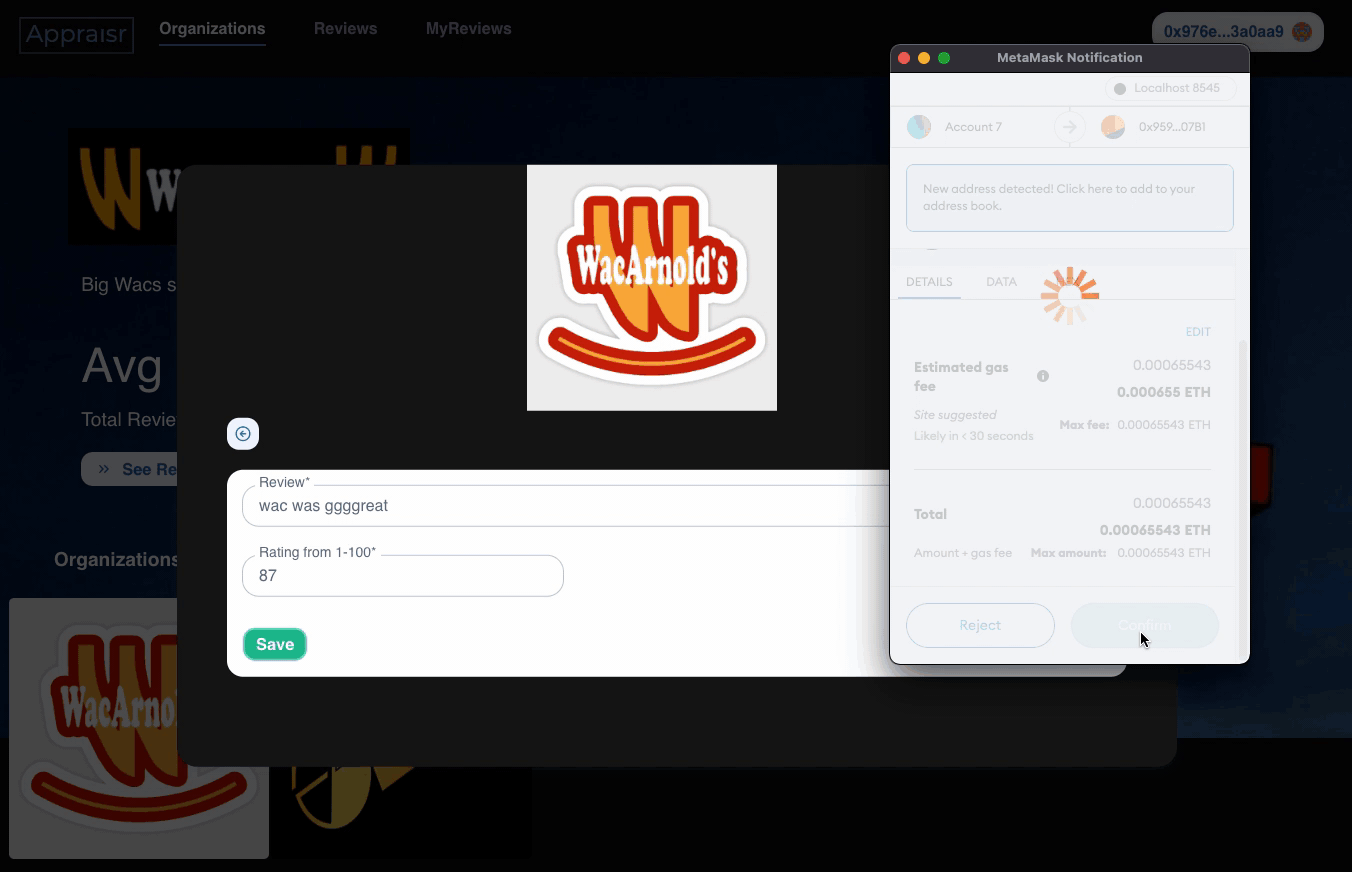 Appraisr
Organizations
Reviews
MyReviews
0x976e...3a0aa9
W
Big Wacs s
Avg
Total Revie
See Re
Organizations
WacArno
WacArnold's
Review*
wac was ggggreat
Rating from 1-100*
87
Save
MetaMask Notification
Localhost 8545
Account 7
0x959...07B1
New address detected! Click here to add to your
address book.
DETAILS
DATA
EDIT
Estimated gas
fee
0.00065543
0.000655 ETH
Site suggested
Likely in < 30 seconds
Max fee: 0.00065543 ETH
Total
0.00065543
0.00065543 ETH
Amount + gas fee
Max amount: 0.00065543 ETH
Reject
Confirm